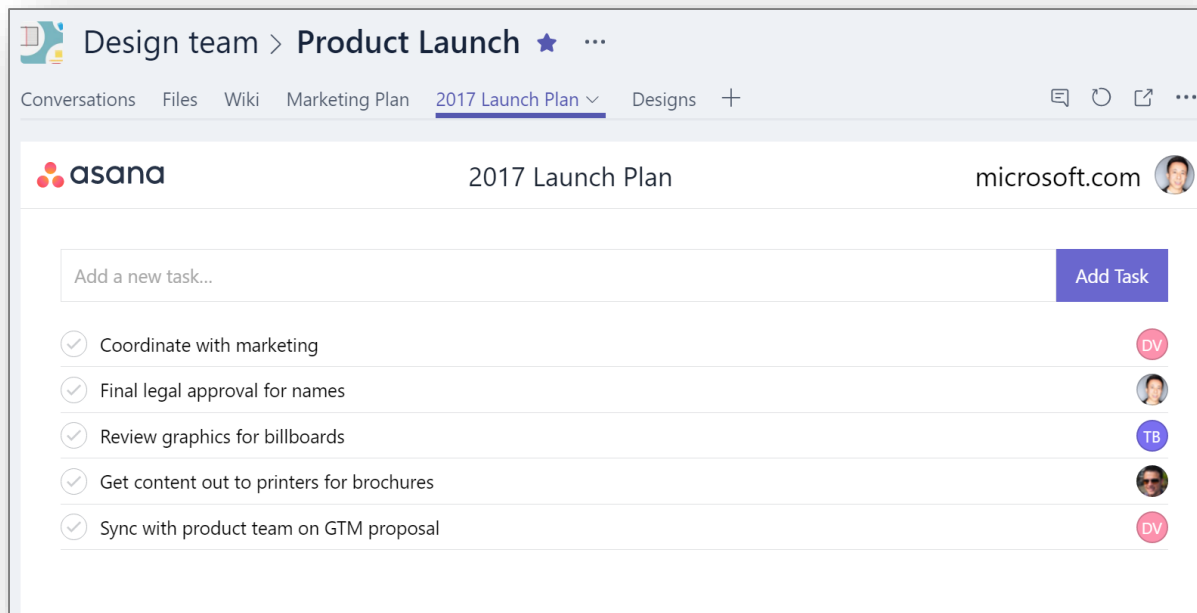 Design team > Product Launch
Conversations Files Wiki Marketing Plan 2017 Launch Plan Designs
asana 2017 Launch Plan microsoft.com
Add a new task... Add Task
Coordinate with marketing DV
Final legal approval for names
Review graphics for billboards TB
Get content out to printers for brochures
Sync with product team on GTM proposal DV